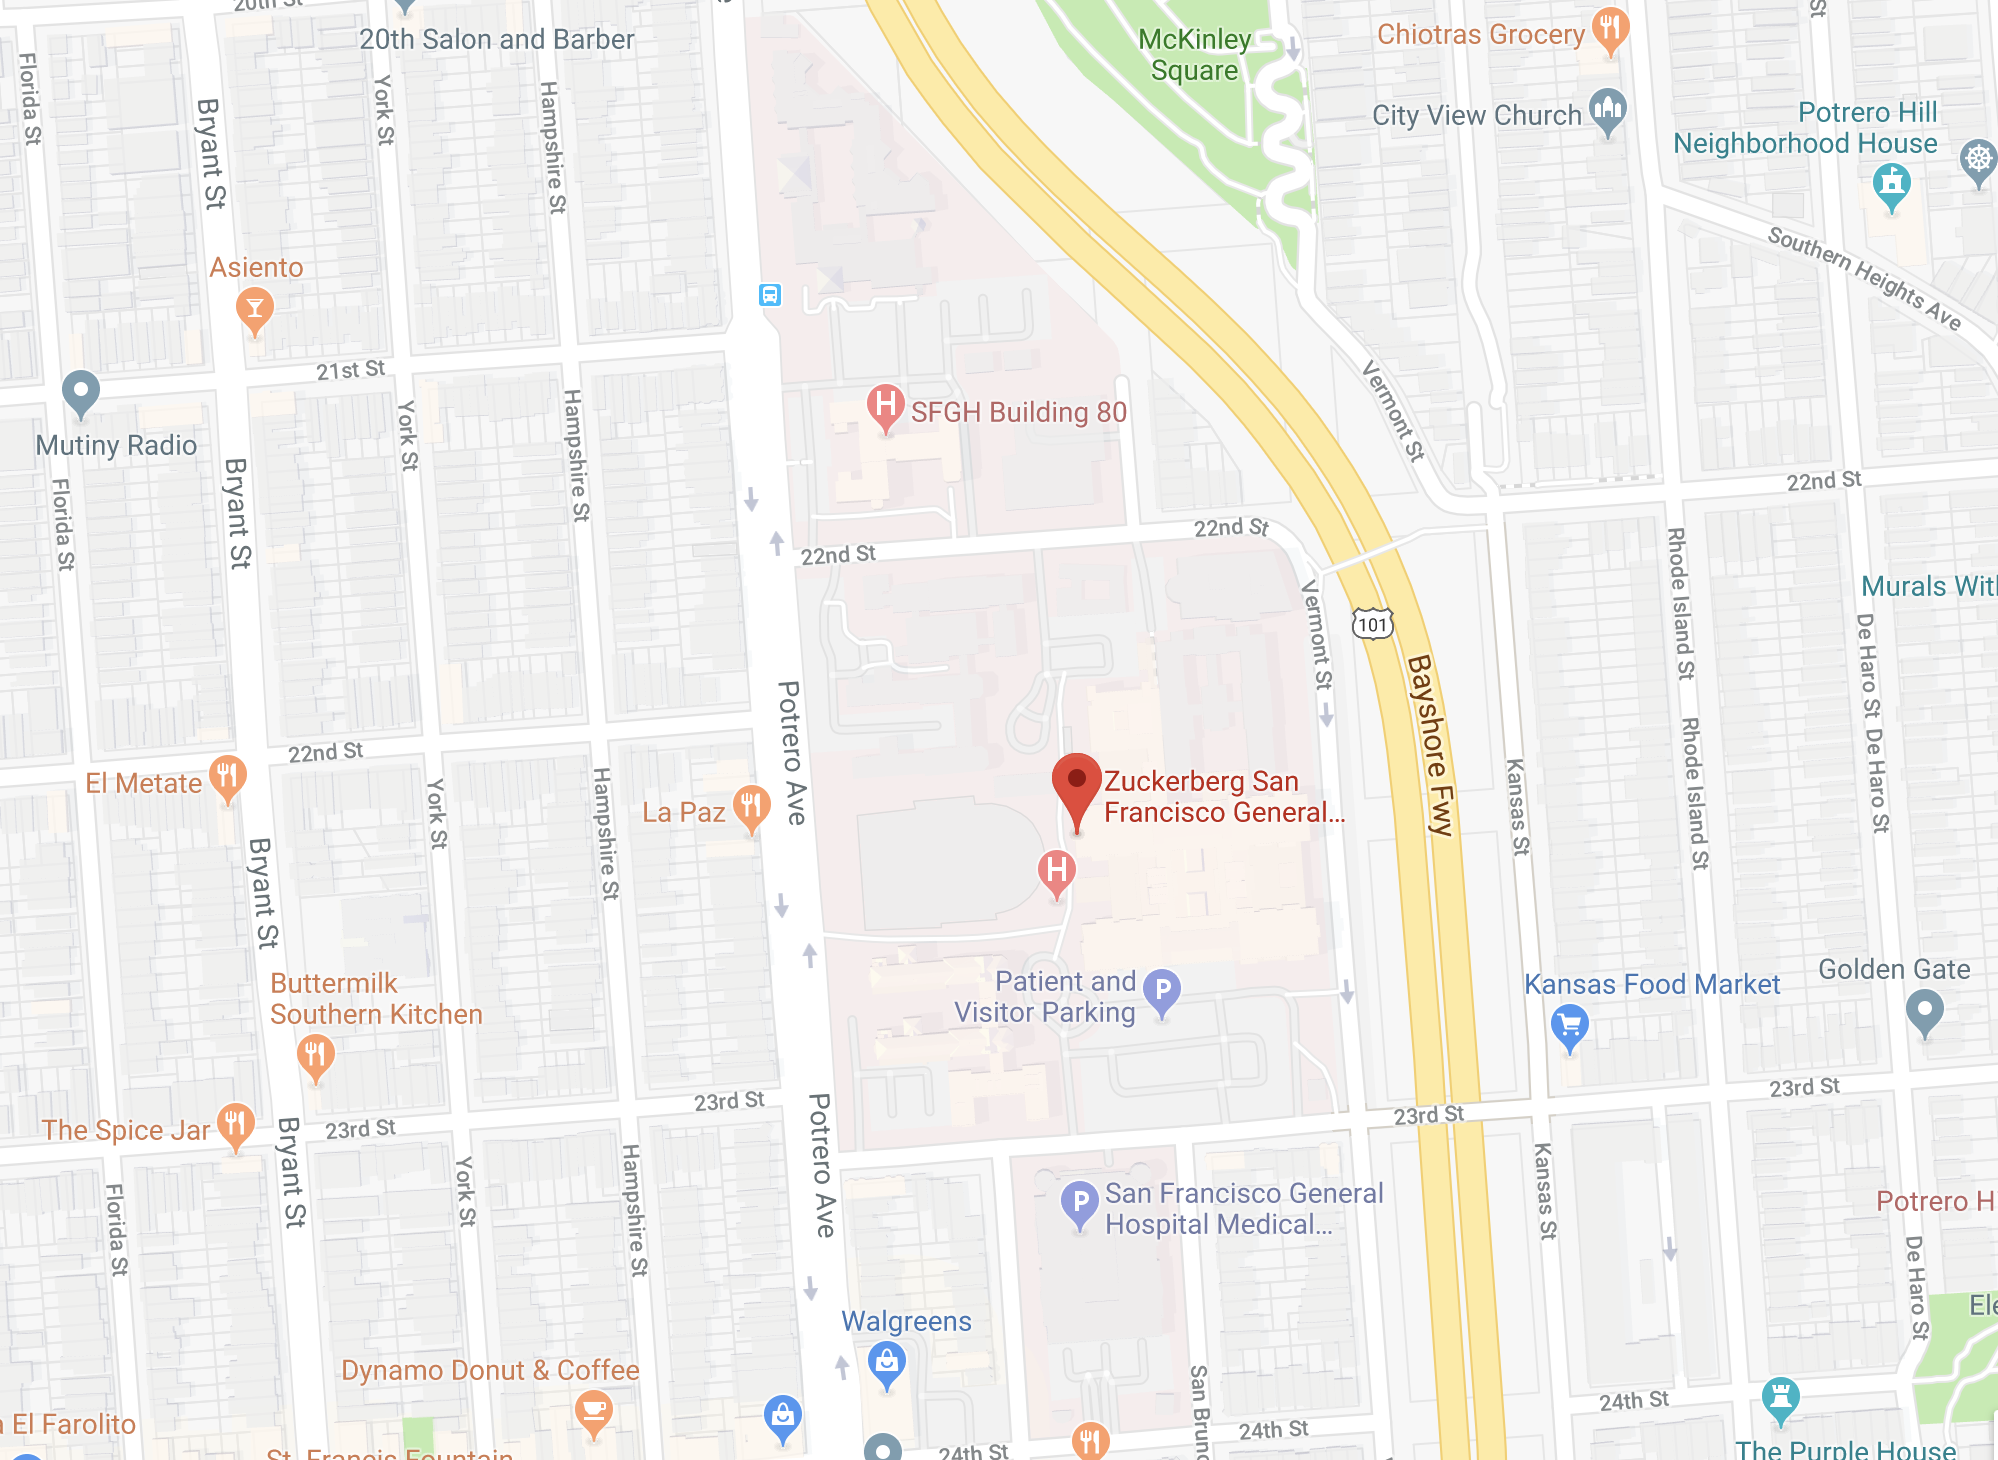 20th St
20th Salon and Barber
McKinley
Square
Chiotras Grocery
City View Church
Potrero Hill
Neighborhood House
Florida St
Bryant St
York St
Hampshire St
Southern Heights Ave
Asiento
21st St
Mutiny Radio
SFGH Building 80
Vermont St
Florida St
Bryant St
York St
Hampshire St
22nd St
22nd St
22nd St
Rhode Island St
Murals Wit
101
Vermont St
De Haro St
22nd St
El Metate
La Paz
Potrero Ave
Zuckerberg San
Francisco General...
Bayshore Fwy
Kansas St
Rhode Island St
De Haro St
York St
Hampshire St
Bryant St
Buttermilk
Southern Kitchen
Patient and
Visitor Parking
Kansas Food Market
Golden Gate
The Spice Jar
23rd St
23rd St
23rd St
23rd St
Florida St
Bryant St
York St
Hampshire St
Potrero Ave
San Francisco General
Hospital Medical...
Kansas St
Potrero H
De Haro St
Ele
Walgreens
Dynamo Donut & Coffee
El Farolito
St. Francis Fountain
24th St
San Bruno
24th St
24th St
The Purple House